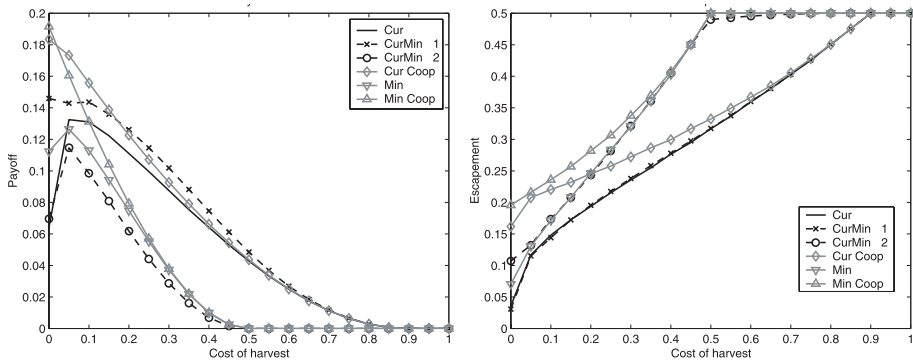 0.2
0.18
0.16
0.14
0.12
0.1
0.08
0.06
0.04
0.02
0
Payoff
0 0.1 0.2 0.3 0.4 0.5 0.6 0.7 0.8 0.9 1
Cost of harvest
Cur
CurMin 1
CurMin 2
Cur Coop
Min
Min Coop
0.5
0.45
0.4
0.35
0.3
0.25
0.2
0.15
0.1
0.05
0
Escapement
0 0.1 0.2 0.3 0.4 0.5 0.6 0.7 0.8 0.9 1
Cost of harvest
Cur
CurMin 1
CurMin 2
Cur Coop
Min
Min Coop